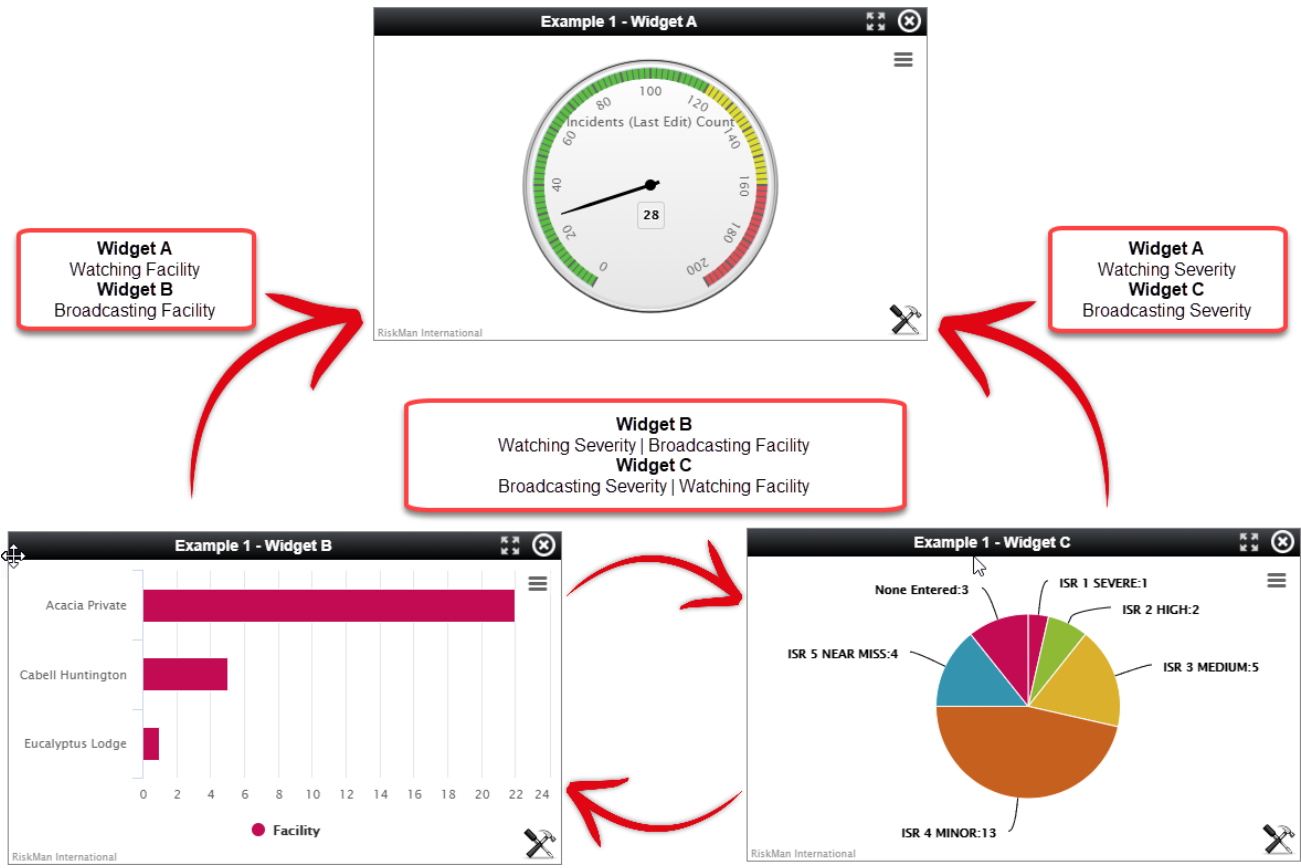 Example 1 - Widget A
0
20
40
60
80
100
120
140
160
180
200
Incidents (Last Edit) Count
28
RiskMan International
Widget A
Watching Facility
Widget B
Broadcasting Facility
Widget A
Watching Severity
Widget C
Broadcasting Severity
Widget B
Watching Severity | Broadcasting Facility
Widget C
Broadcasting Severity | Watching Facility
Example 1 - Widget B
Acacia Private
Cabell Huntington
Eucalyptus Lodge
0 2 4 6 8 10 12 14 16 18 20 22 24
Facility
RiskMan International
Example 1 - Widget C
None Entered:3
ISR 1 SEVERE:1
ISR 2 HIGH:2
ISR 5 NEAR MISS:4
ISR 3 MEDIUM:5
ISR 4 MINOR:13
RiskMan International